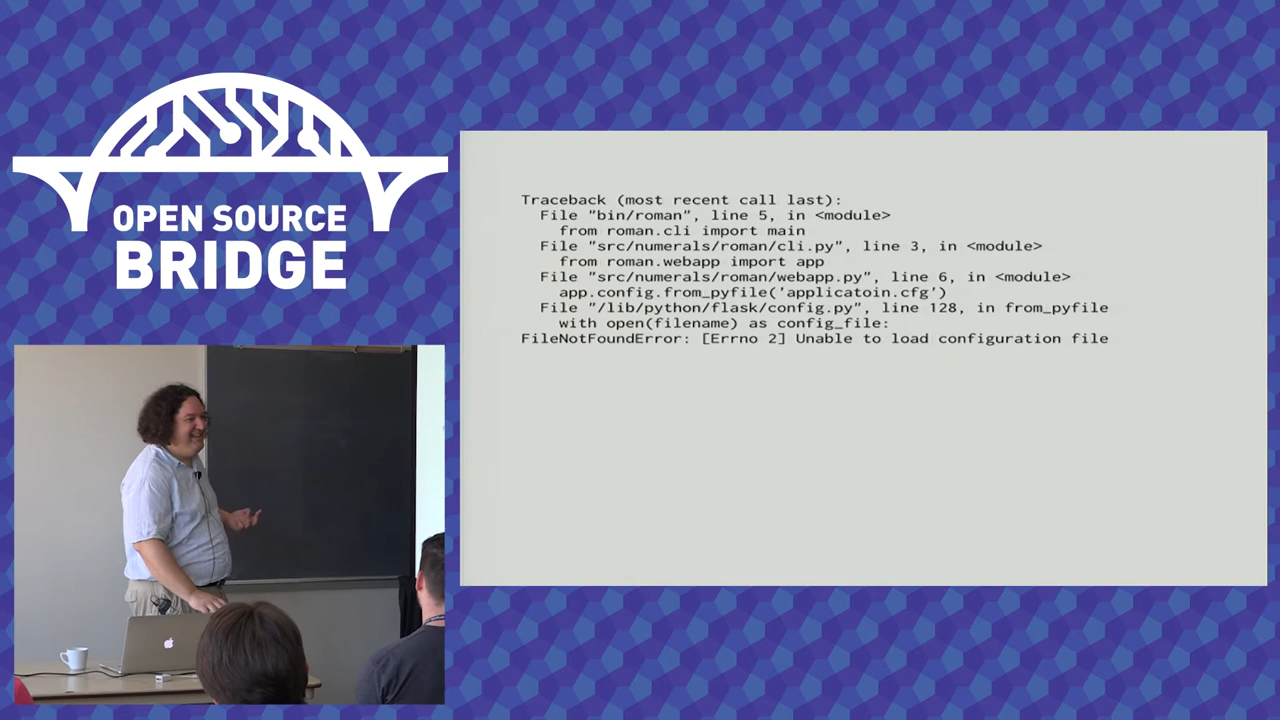 OPEN SOURCE
BRIDGE
Traceback (most recent call last):
  File "bin/roman", line 5, in <module>
    from roman.cli import main
  File "src/numerals/roman/cli.py", line 3, in <module>
    from roman.webapp import app
  File "src/numerals/roman/webapp.py", line 6, in <module>
    app.config.from_pyfile('applicatoin.cfg')
  File "/lib/python/flask/config.py", line 128, in from_pyfile
    with open(filename) as config_file:
FileNotFoundError: [Errno 2] Unable to load configuration file